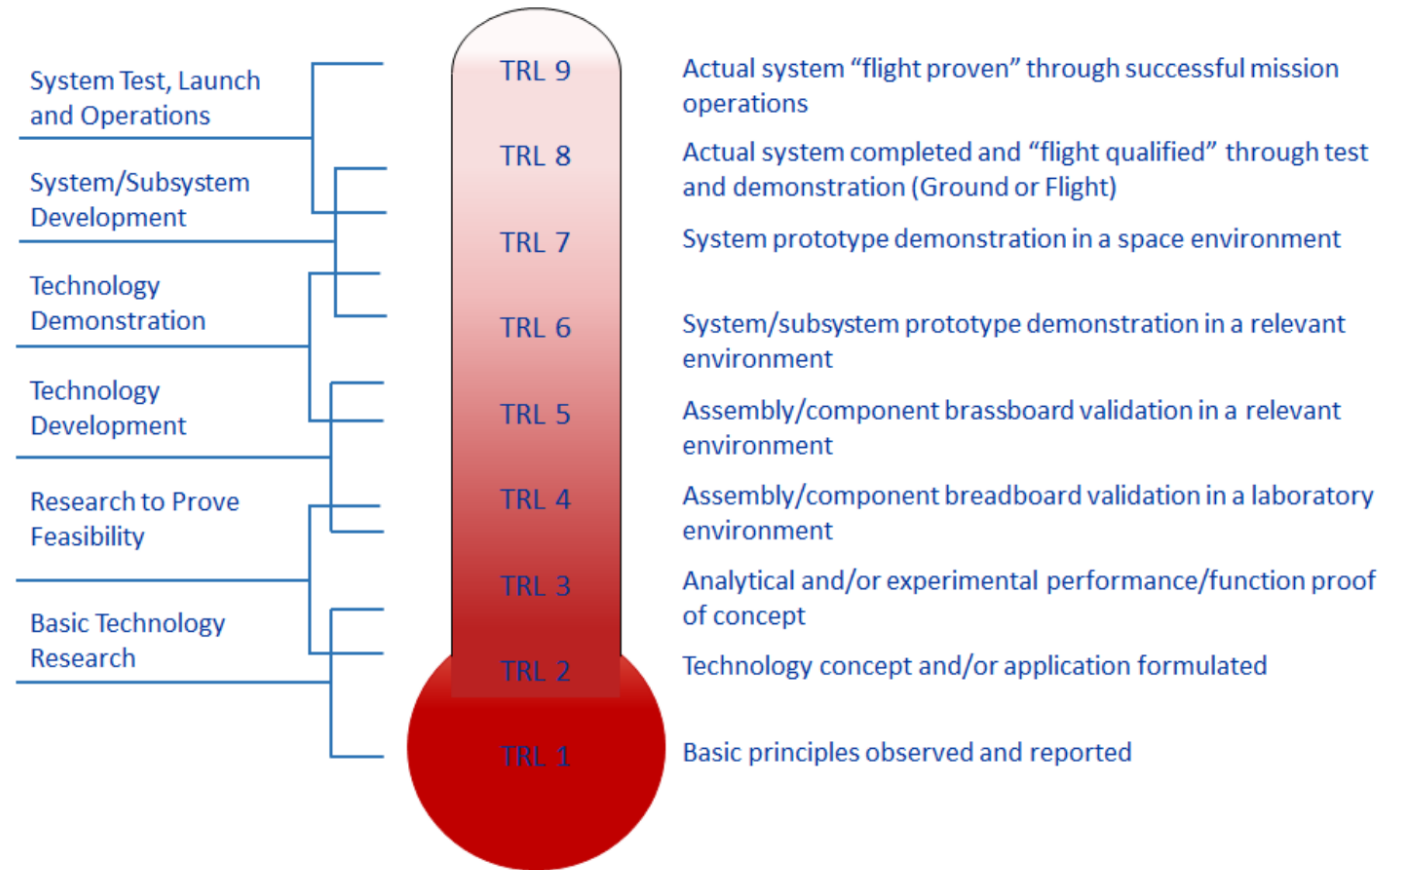 System Test, Launch
and Operations
System/Subsystem
Development
Technology
Demonstration
Technology
Development
Research to Prove
Feasibility
Basic Technology
Research
TRL 9
TRL 8
TRL 7
TRL 6
TRL 5
TRL 4
TRL 3
TRL 2
TRL 1
Actual system “flight proven” through successful mission
operations
Actual system completed and “flight qualified” through test
and demonstration (Ground or Flight)
System prototype demonstration in a space environment
System/subsystem prototype demonstration in a relevant
environment
Assembly/component brassboard validation in a relevant
environment
Assembly/component breadboard validation in a laboratory
environment
Analytical and/or experimental performance/function proof
of concept
Technology concept and/or application formulated
Basic principles observed and reported